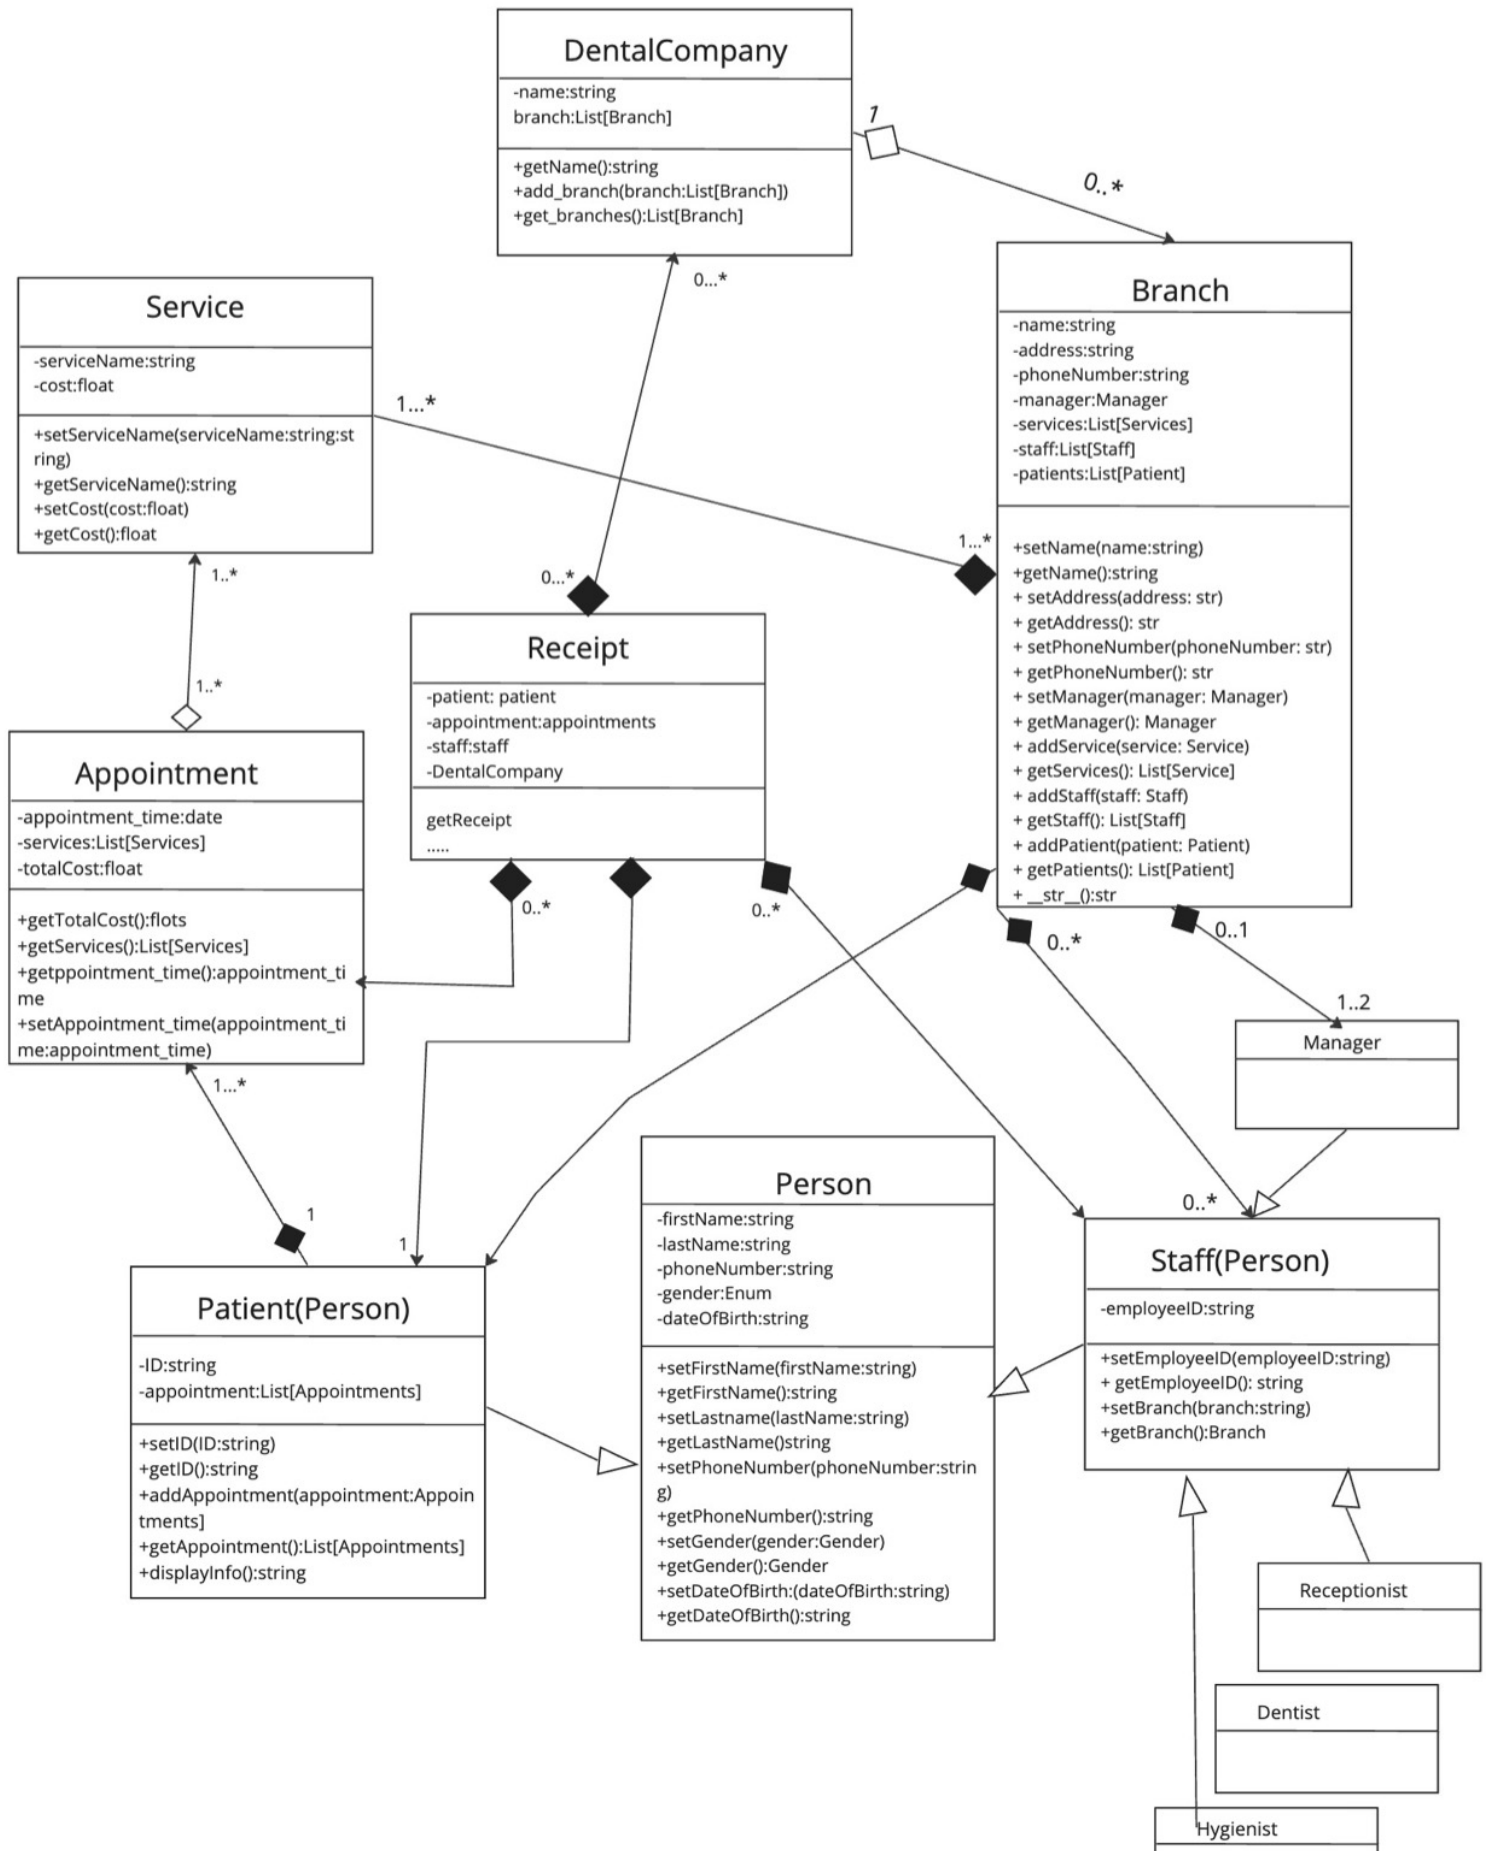 DentalCompany
-name:string
branch:List[Branch]
+getName():string
+add_branch(branch:List[Branch])
+get_branches():List[Branch]
1
0..*
0...*
Service
-serviceName:string
-cost:float
+setServiceName(serviceName:string:st
ring)
+getServiceName():string
+setCost(cost:float)
+getCost():float
1...*
1...*
1..*
1..*
0...*
Branch
-name:string
-address:string
-phoneNumber:string
-manager:Manager
-services:List[Services]
-staff:List[Staff]
-patients:List[Patient]
+setName(name:string)
+getName():string
+ setAddress(address: str)
+ getAddress(): str
+ setPhoneNumber(phoneNumber: str)
+ getPhoneNumber(): str
+ setManager(manager: Manager)
+ getManager(): Manager
+ addService(service: Service)
+ getServices(): List[Service]
+ addStaff(staff: Staff)
+ getStaff(): List[Staff]
+ addPatient(patient: Patient)
+ getPatients(): List[Patient]
+ __str__():str
Receipt
-patient: patient
-appointment:appointments
-staff:staff
-DentalCompany
getReceipt
.....
0..*
0..*
0..*
0..1
1..2
Appointment
-appointment_time:date
-services:List[Services]
-totalCost:float
+getTotalCost():flots
+getServices():List[Services]
+getppointment_time():appointment_ti
me
+setAppointment_time(appointment_ti
me:appointment_time)
1...*
1
1
0..*
Manager
Person
-firstName:string
-lastName:string
-phoneNumber:string
-gender:Enum
-dateOfBirth:string
+setFirstName(firstName:string)
+getFirstName():string
+setLastname(lastName:string)
+getLastName()string
+setPhoneNumber(phoneNumber:strin
g)
+getPhoneNumber():string
+setGender(gender:Gender)
+getGender():Gender
+setDateOfBirth:(dateOfBirth:string)
+getDateOfBirth():string
Staff(Person)
-employeeID:string
+setEmployeeID(employeeID:string)
+ getEmployeeID(): string
+setBranch(branch:string)
+getBranch():Branch
Patient(Person)
-ID:string
-appointment:List[Appointments]
+setID(ID:string)
+getID():string
+addAppointment(appointment:Appoin
tments]
+getAppointment():List[Appointments]
+displayInfo():string
Receptionist
Dentist
Hygienist